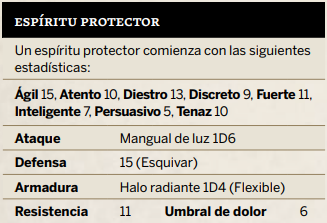 ESPÍRITU PROTECTOR
Un espíritu protector comienza con las siguientes
estadísticas:
Ágil 15, Atento 10, Diestro 13, Discreto 9, Fuerte 11,
Inteligente 7, Persuasivo 5, Tenaz 10
Ataque Mangual de luz 1D6
Defensa 15 (Esquivar)
Armadura Halo radiante 1D4 (Flexible)
Resistencia 11 Umbral de dolor 6